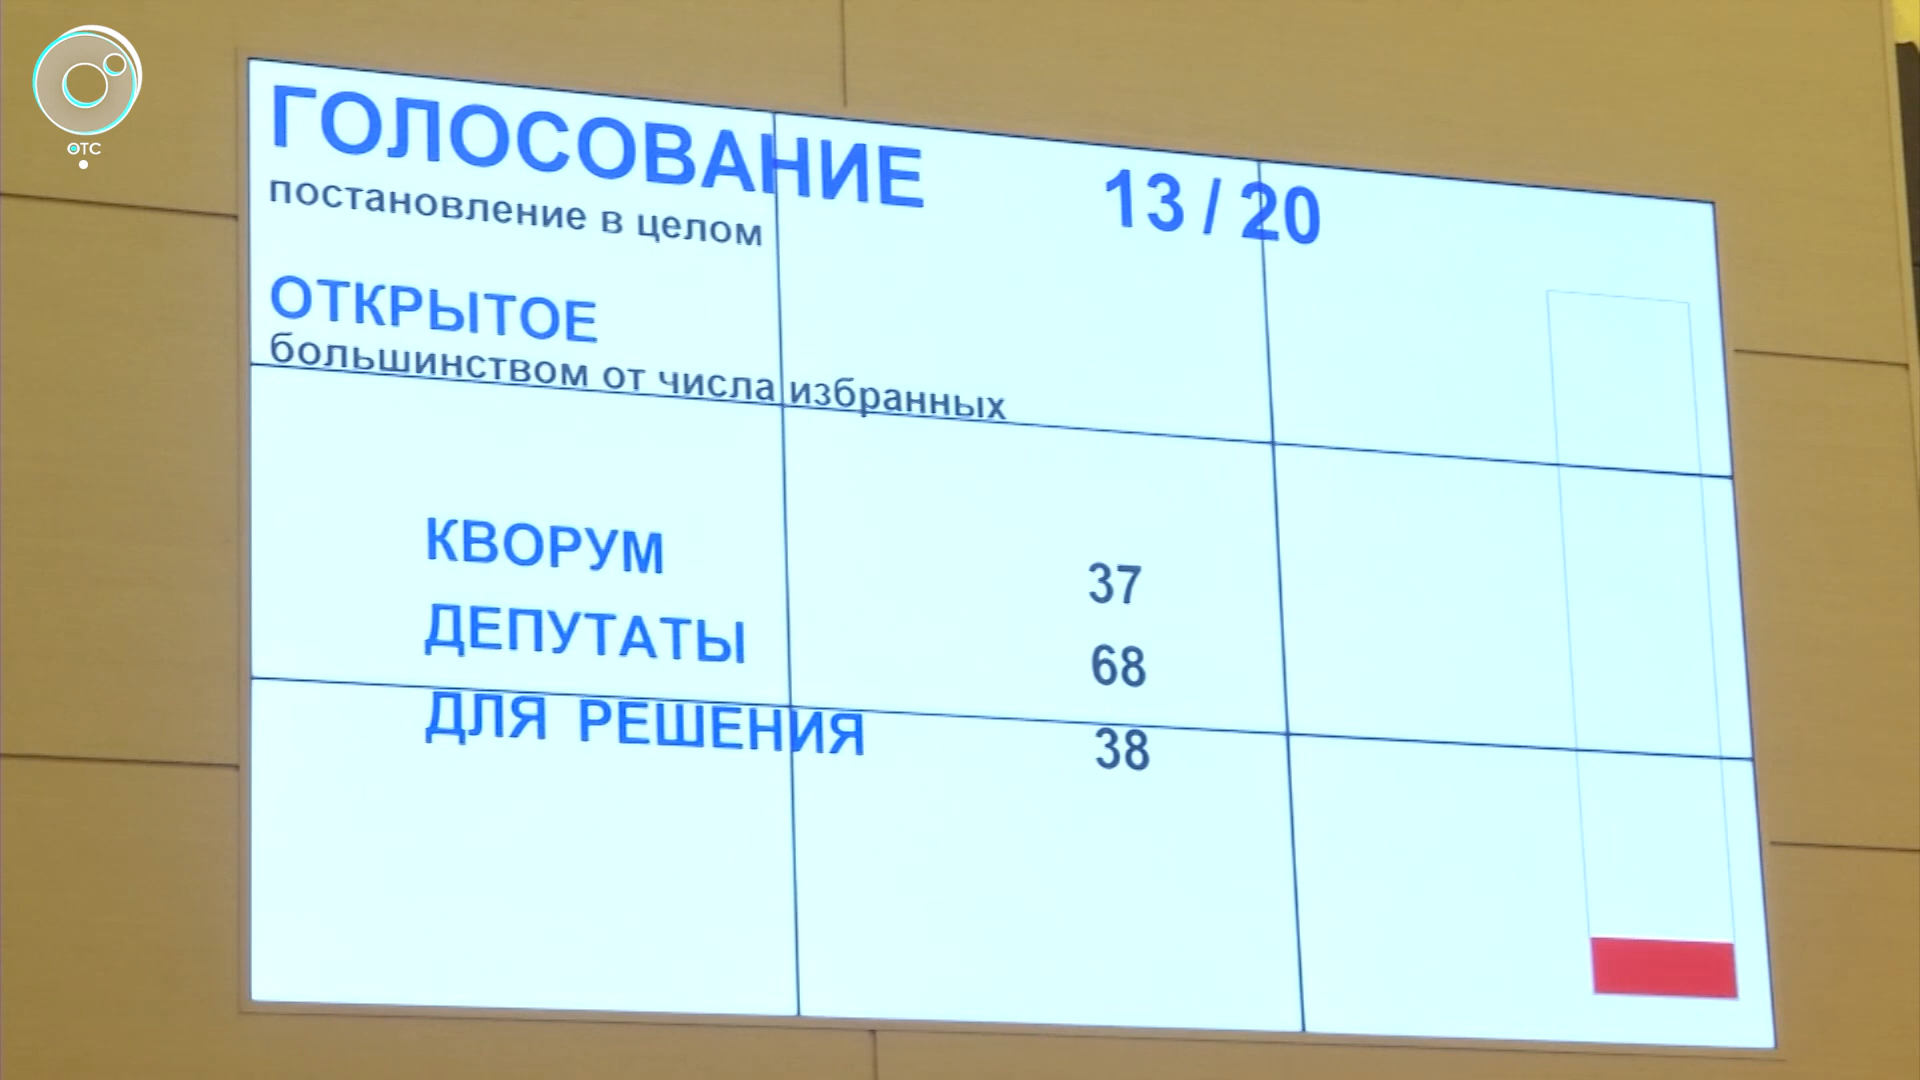 ОТС
ГОЛОСОВАНИЕ 13 / 20
постановление в целом
ОТКРЫТОЕ
большинством от числа избранных
КВОРУМ 37
ДЕПУТАТЫ 68
ДЛЯ РЕШЕНИЯ 38